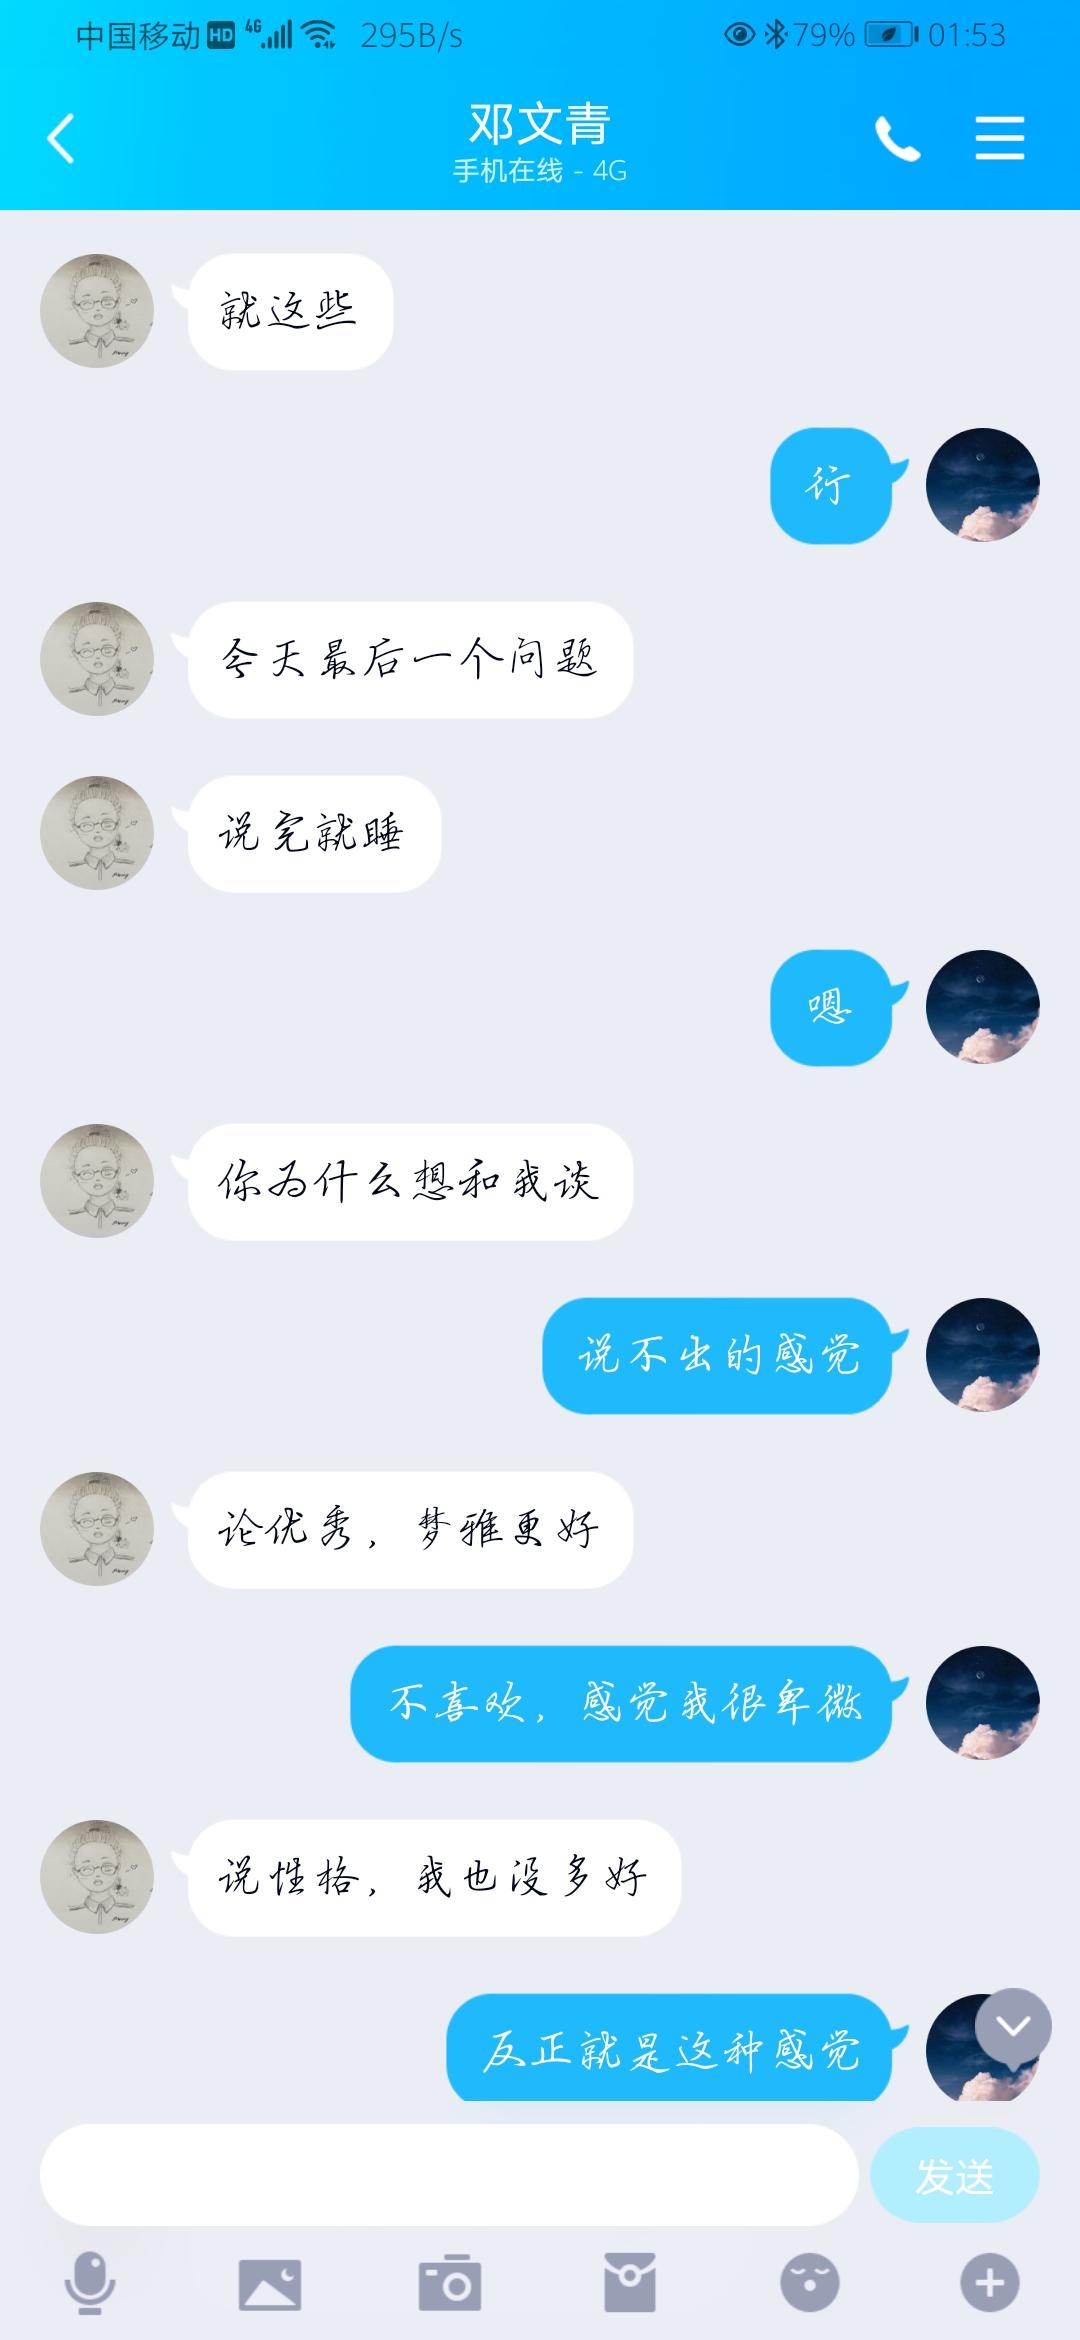 中国移动 HD 4G 295B/s 79% 01:53
邓文青
手机在线 - 4G
就这些
行
今天最后一个问题
说完就睡
嗯
你为什么想和我谈
说不出的感觉
论优秀，梦雅更好
不喜欢，感觉我很卑微
说性格，我也没多好
反正就是这种感觉
发送